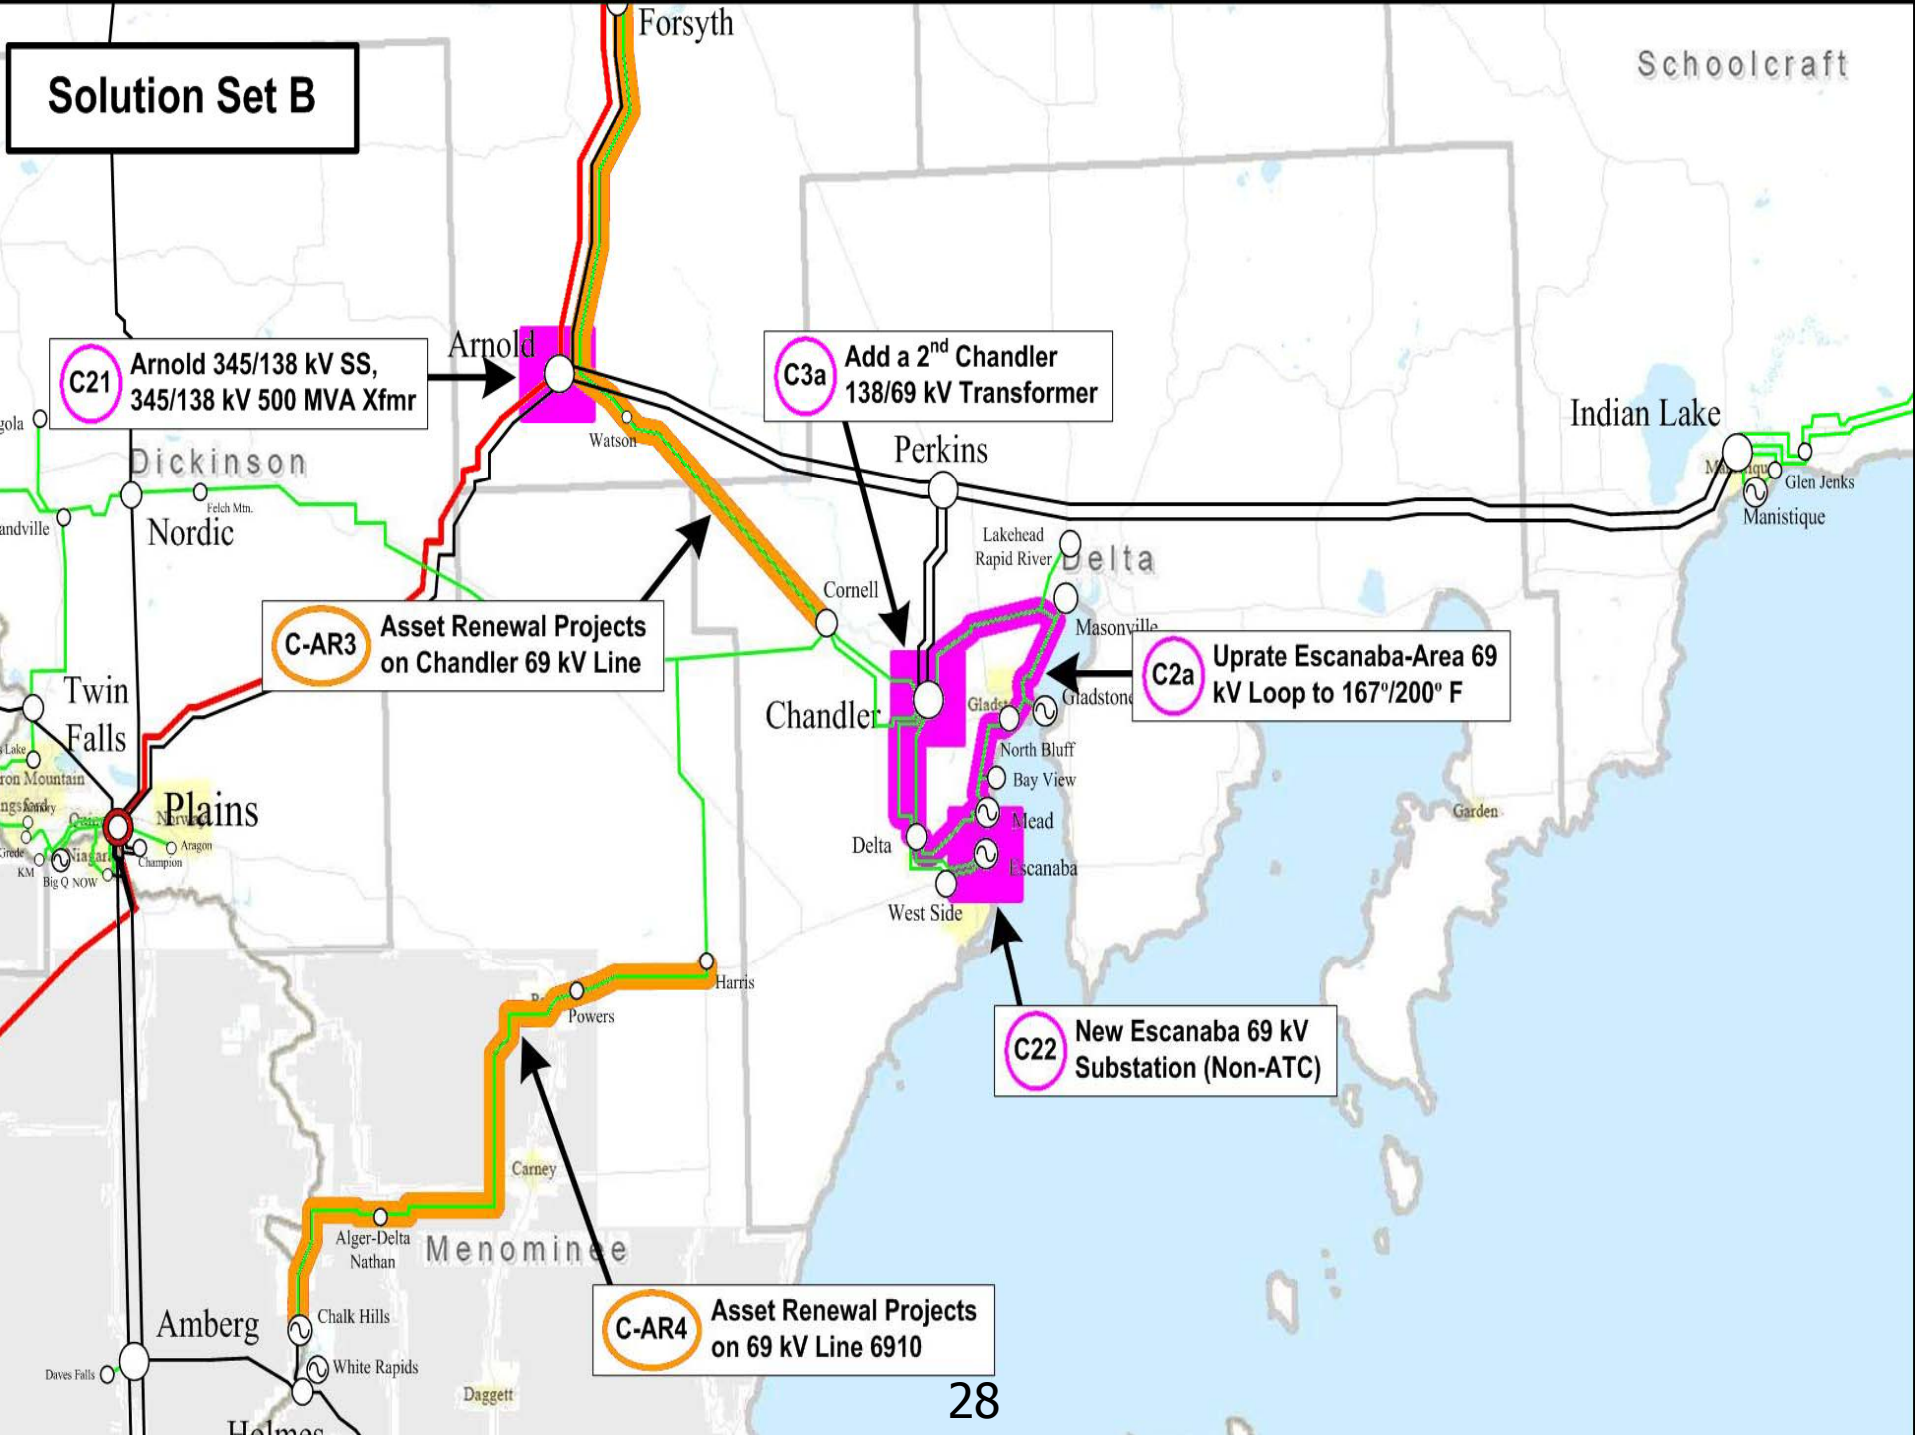 Forsyth
Schoolcraft
Solution Set B
Arnold
C21
Arnold 345/138 kV SS,
345/138 kV 500 MVA Xfmr
C3a
Add a 2nd Chandler
138/69 kV Transformer
Indian Lake
Watson
Perkins
Dickinson
Glen Jenks
Felch Mtn.
Manistique
Nordic
Lakehead
Rapid River
Delta
Cornell
C-AR3
Asset Renewal Projects
on Chandler 69 kV Line
Masonville
C2a
Uprate Escanaba-Area 69
kV Loop to 167º/200º F
Twin
Falls
Chandler
Gladstone
North Bluff
Bay View
Plains
Mead
Garden
Delta
Escanaba
Aragon
Champion
KM
Big Q
NOW
West Side
Harris
Powers
C22
New Escanaba 69 kV
Substation (Non-ATC)
Carney
Alger-Delta
Nathan
Menominee
Chalk Hills
Amberg
C-AR4
Asset Renewal Projects
on 69 kV Line 6910
White Rapids
Daves Falls
Daggett
28
Holmes